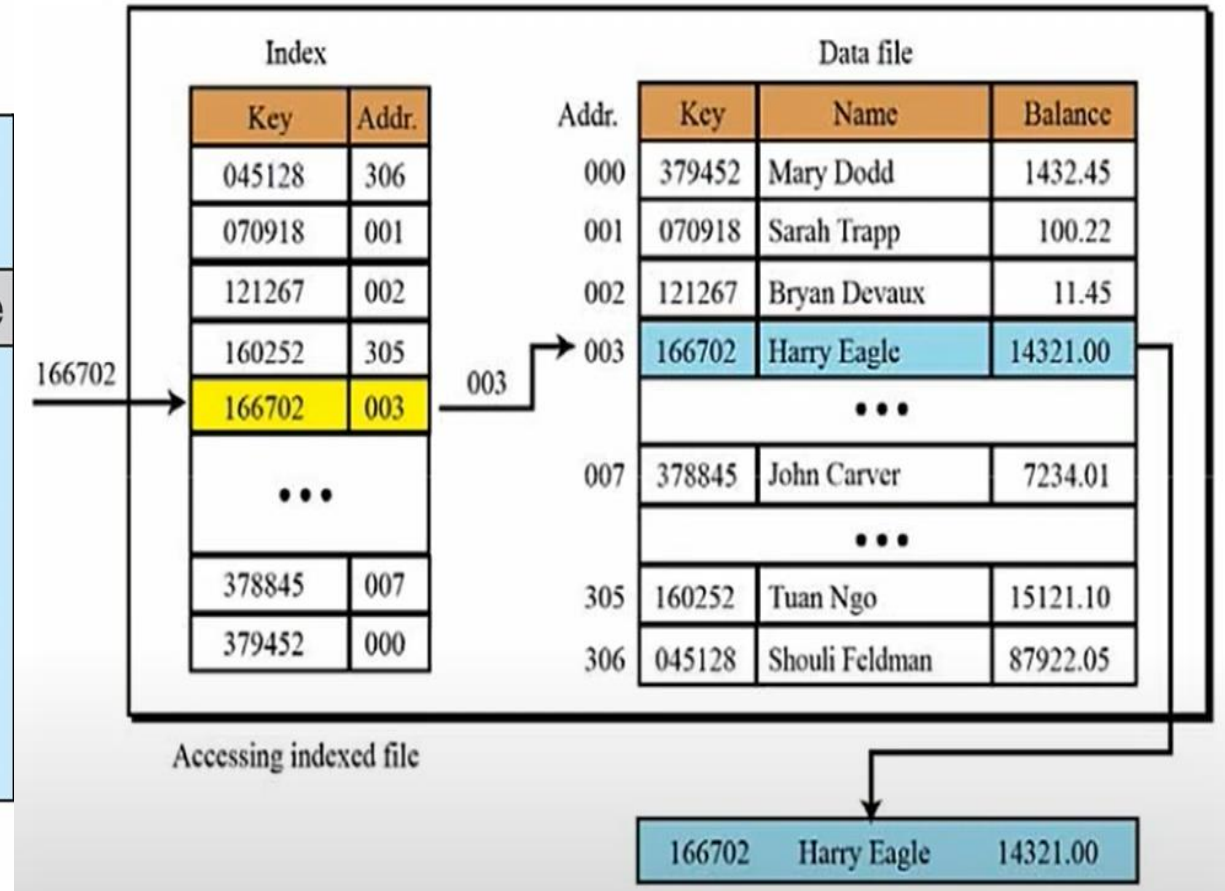 Index
Key Addr.
045128 306
070918 001
121267 002
160252 305
166702 003
•••
378845 007
379452 000
166702
003
Data file
Addr. Key Name Balance
000 379452 Mary Dodd 1432.45
001 070918 Sarah Trapp 100.22
002 121267 Bryan Devaux 11.45
003 166702 Harry Eagle 14321.00
•••
007 378845 John Carver 7234.01
•••
305 160252 Tuan Ngo 15121.10
306 045128 Shouli Feldman 87922.05
Accessing indexed file
166702 Harry Eagle 14321.00